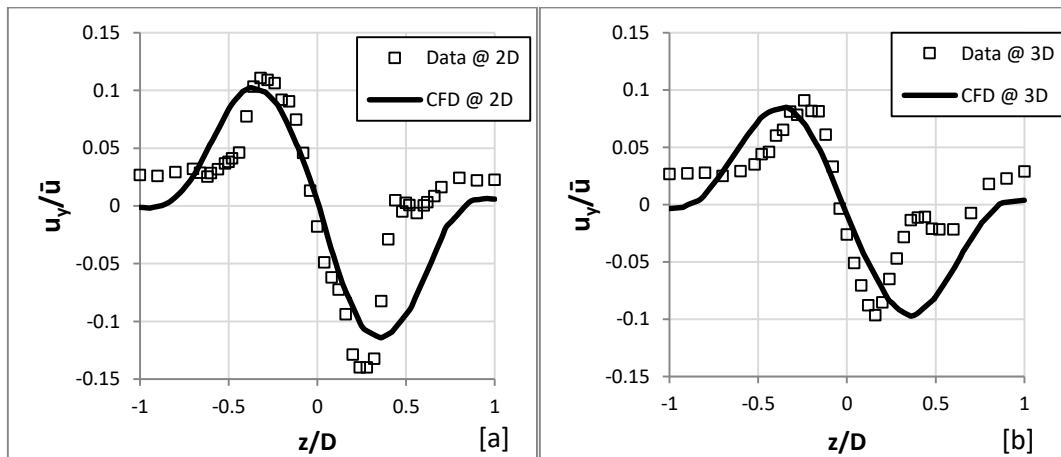 0.15
0.1
0.05
0
-0.05
-0.1
-0.15
-1
-0.5
0
0.5
1
u_y/ū
z/D
[a]
Data @ 2D
CFD @ 2D
0.15
0.1
0.05
0
-0.05
-0.1
-0.15
-1
-0.5
0
0.5
1
u_y/ū
z/D
[b]
Data @ 3D
CFD @ 3D